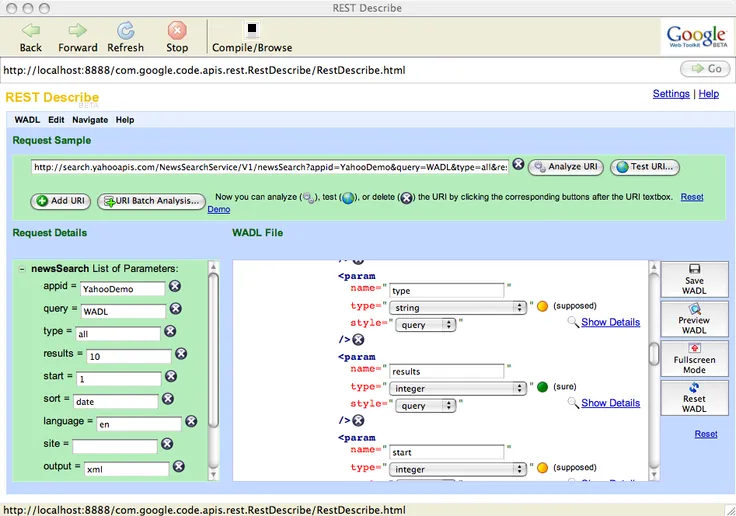 REST Describe
Back Forward Refresh Stop Compile/Browse
Google
Web Toolkit BETA
http://localhost:8888/com.google.code.apis.rest.RestDescribe/RestDescribe.html
Go
REST Describe
BETA
Settings | Help
WADL Edit Navigate Help
Request Sample
http://search.yahooapis.com/NewsSearchService/V1/newsSearch?appid=YahooDemo&query=WADL&type=all&re
Analyze URI
Test URI...
Add URI
URI Batch Analysis...
Now you can analyze ( ), test ( ), or delete ( ) the URI by clicking the corresponding buttons after the URI textbox. Reset
Demo
Request Details
WADL File
newSearch List of Parameters:
appid = YahooDemo
query = WADL
type = all
results = 10
start = 1
sort = date
language = en
site =
output = xml
/>
<param
name=" type "
type=" string " (supposed)
style=" query " Show Details
/>
<param
name=" results "
type=" integer " (sure)
style=" query " Show Details
/>
<param
name=" start "
type=" integer " (supposed)
Save
WADL
Preview
WADL
Fullscreen
Mode
Reset
WADL
Reset
http://localhost:8888/com.google.code.apis.rest.RestDescribe/RestDescribe.html